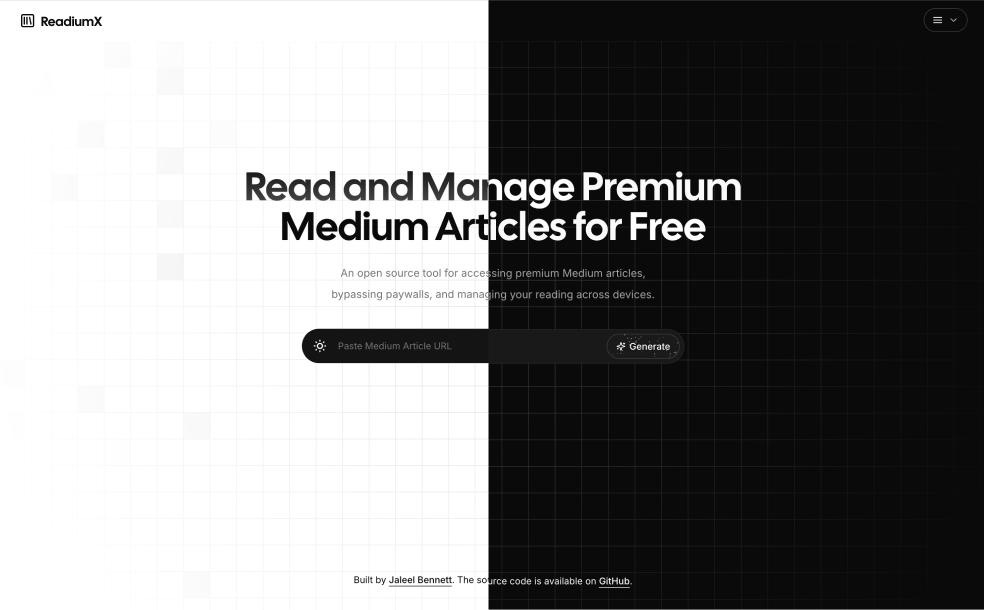 ReadiumX
Read and Manage Premium
Medium Articles for Free
An open source tool for accessing premium Medium articles,
bypassing paywalls, and managing your reading across devices.
Paste Medium Article URL
Generate
Built by Jaleel Bennett. The source code is available on GitHub.